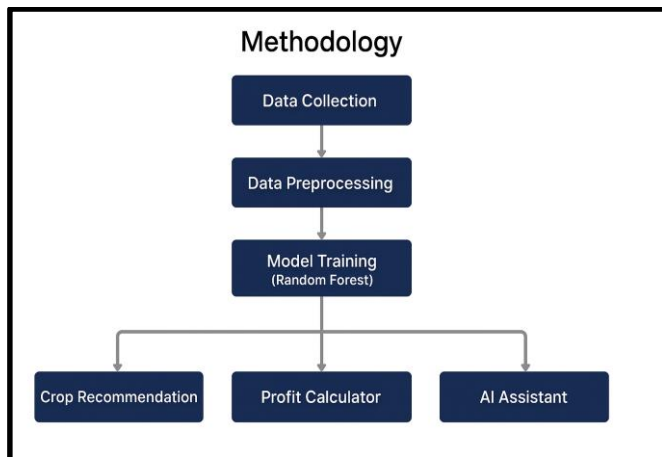 Methodology
Data Collection
Data Preprocessing
Model Training
(Random Forest)
Crop Recommendation
Profit Calculator
AI Assistant